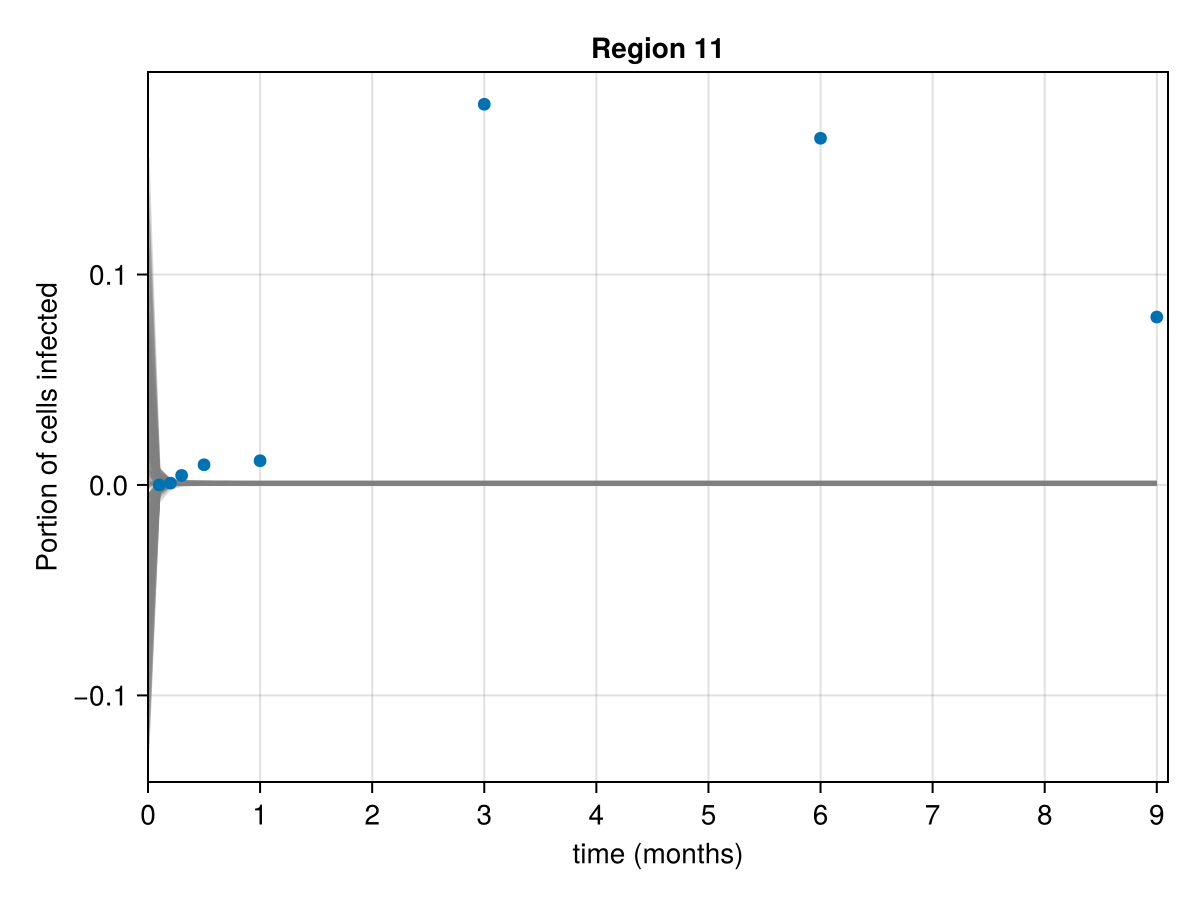 Region 11
Portion of cells infected
0.1
0.0
−0.1
0 1 2 3 4 5 6 7 8 9
time (months)